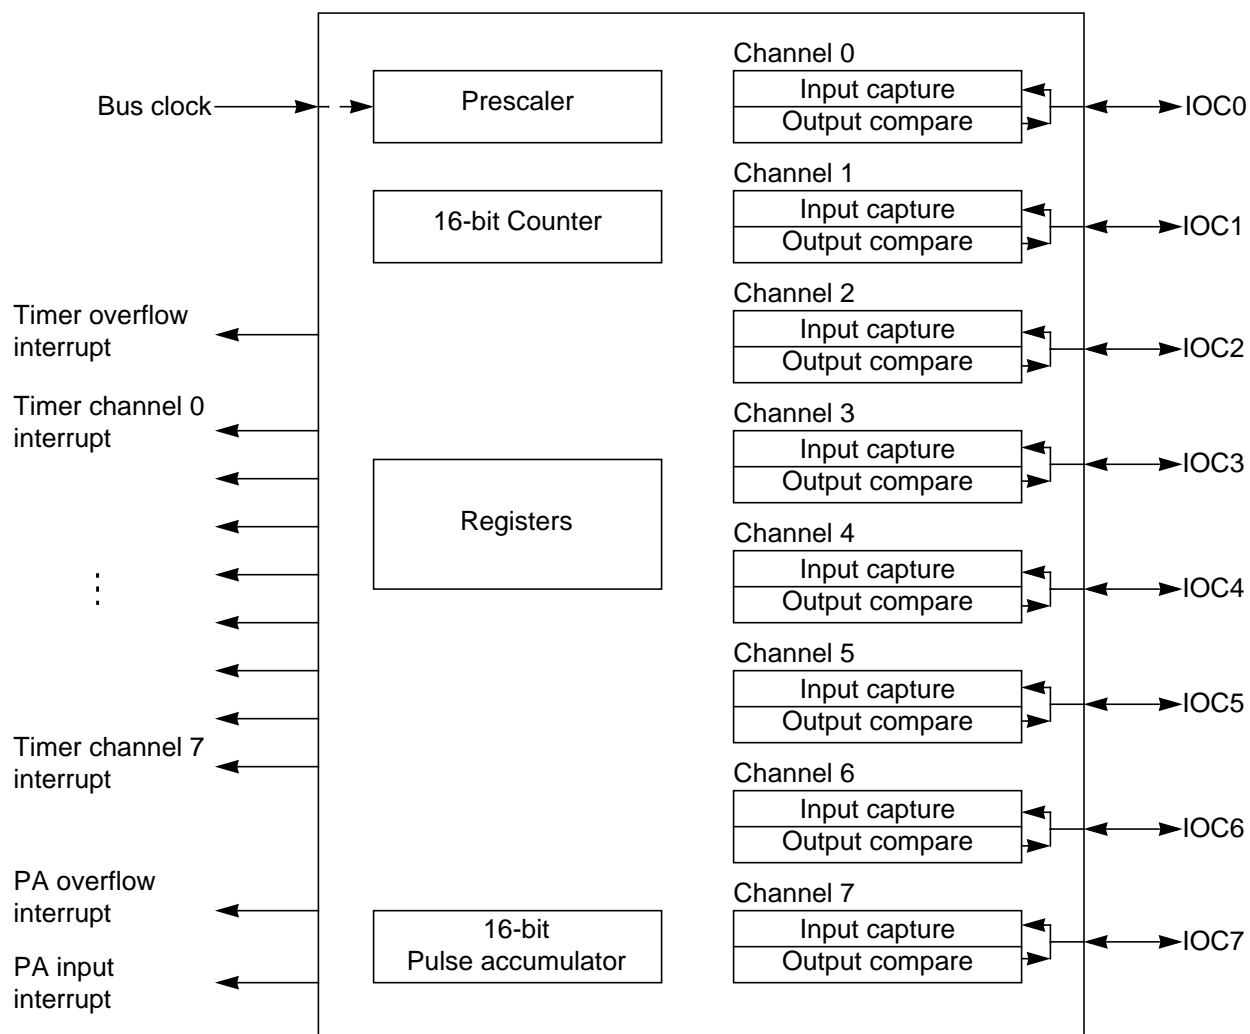 Channel 0
Bus clock
Prescaler
Input capture
Output compare
IOC0
Channel 1
16-bit Counter
Input capture
Output compare
IOC1
Channel 2
Timer overflow
interrupt
Input capture
Output compare
IOC2
Timer channel 0
interrupt
Channel 3
Input capture
Output compare
IOC3
Registers
Channel 4
Input capture
Output compare
IOC4
Channel 5
Input capture
Output compare
IOC5
Timer channel 7
interrupt
Channel 6
Input capture
Output compare
IOC6
PA overflow
interrupt
Channel 7
16-bit
Pulse accumulator
Input capture
Output compare
IOC7
PA input
interrupt